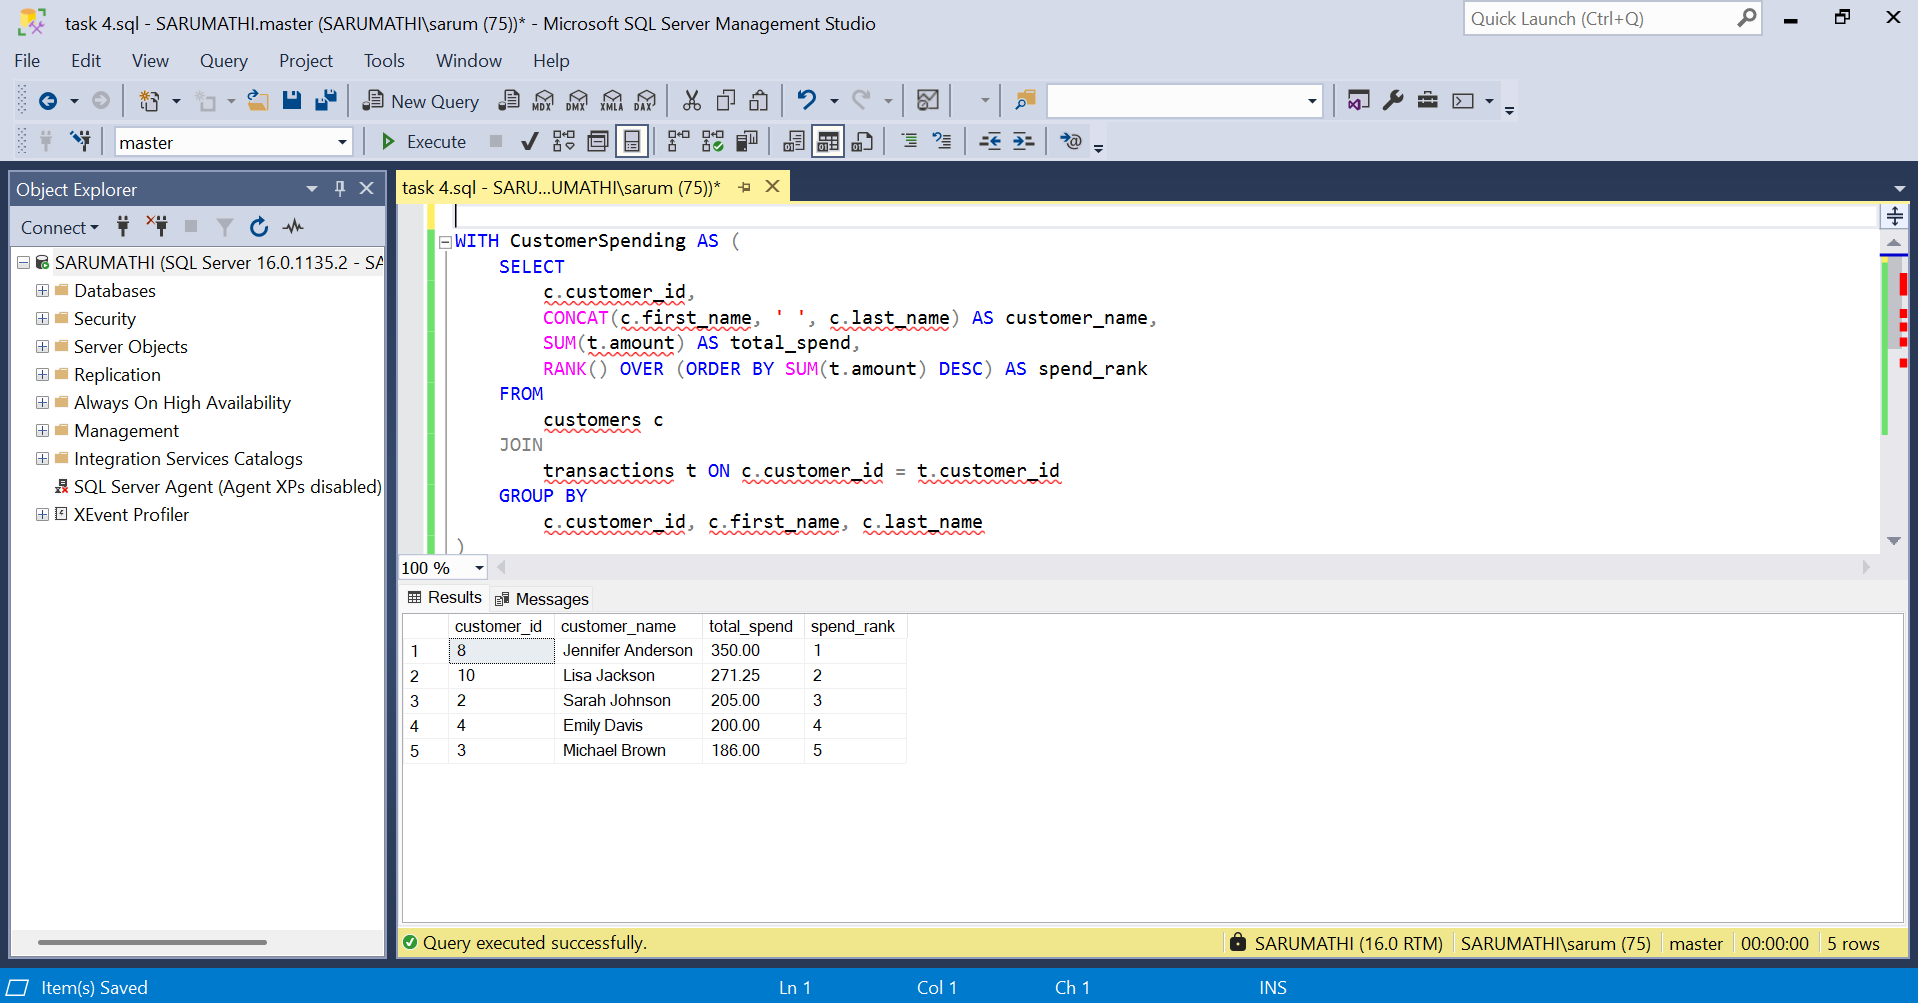 task 4.sql - SARUMATHI.master (SARUMATHI\sarum (75))* - Microsoft SQL Server Management Studio
Quick Launch (Ctrl+Q)
File Edit View Query Project Tools Window Help
New Query MDX DMX XMLA DAX
master Execute
Object Explorer
Connect
SARUMATHI (SQL Server 16.0.1135.2 - SA
Databases
Security
Server Objects
Replication
Always On High Availability
Management
Integration Services Catalogs
SQL Server Agent (Agent XPs disabled)
XEvent Profiler
task 4.sql - SARU...UMATHI\sarum (75))*
WITH CustomerSpending AS (
SELECT
c.customer_id,
CONCAT(c.first_name, ' ', c.last_name) AS customer_name,
SUM(t.amount) AS total_spend,
RANK() OVER (ORDER BY SUM(t.amount) DESC) AS spend_rank
FROM
customers c
JOIN
transactions t ON c.customer_id = t.customer_id
GROUP BY
c.customer_id, c.first_name, c.last_name
)
100 %
Results Messages
customer_id customer_name total_spend spend_rank
1 8 Jennifer Anderson 350.00 1
2 10 Lisa Jackson 271.25 2
3 2 Sarah Johnson 205.00 3
4 4 Emily Davis 200.00 4
5 3 Michael Brown 186.00 5
Query executed successfully. SARUMATHI (16.0 RTM) SARUMATHI\sarum (75) master 00:00:00 5 rows
Item(s) Saved Ln 1 Col 1 Ch 1 INS